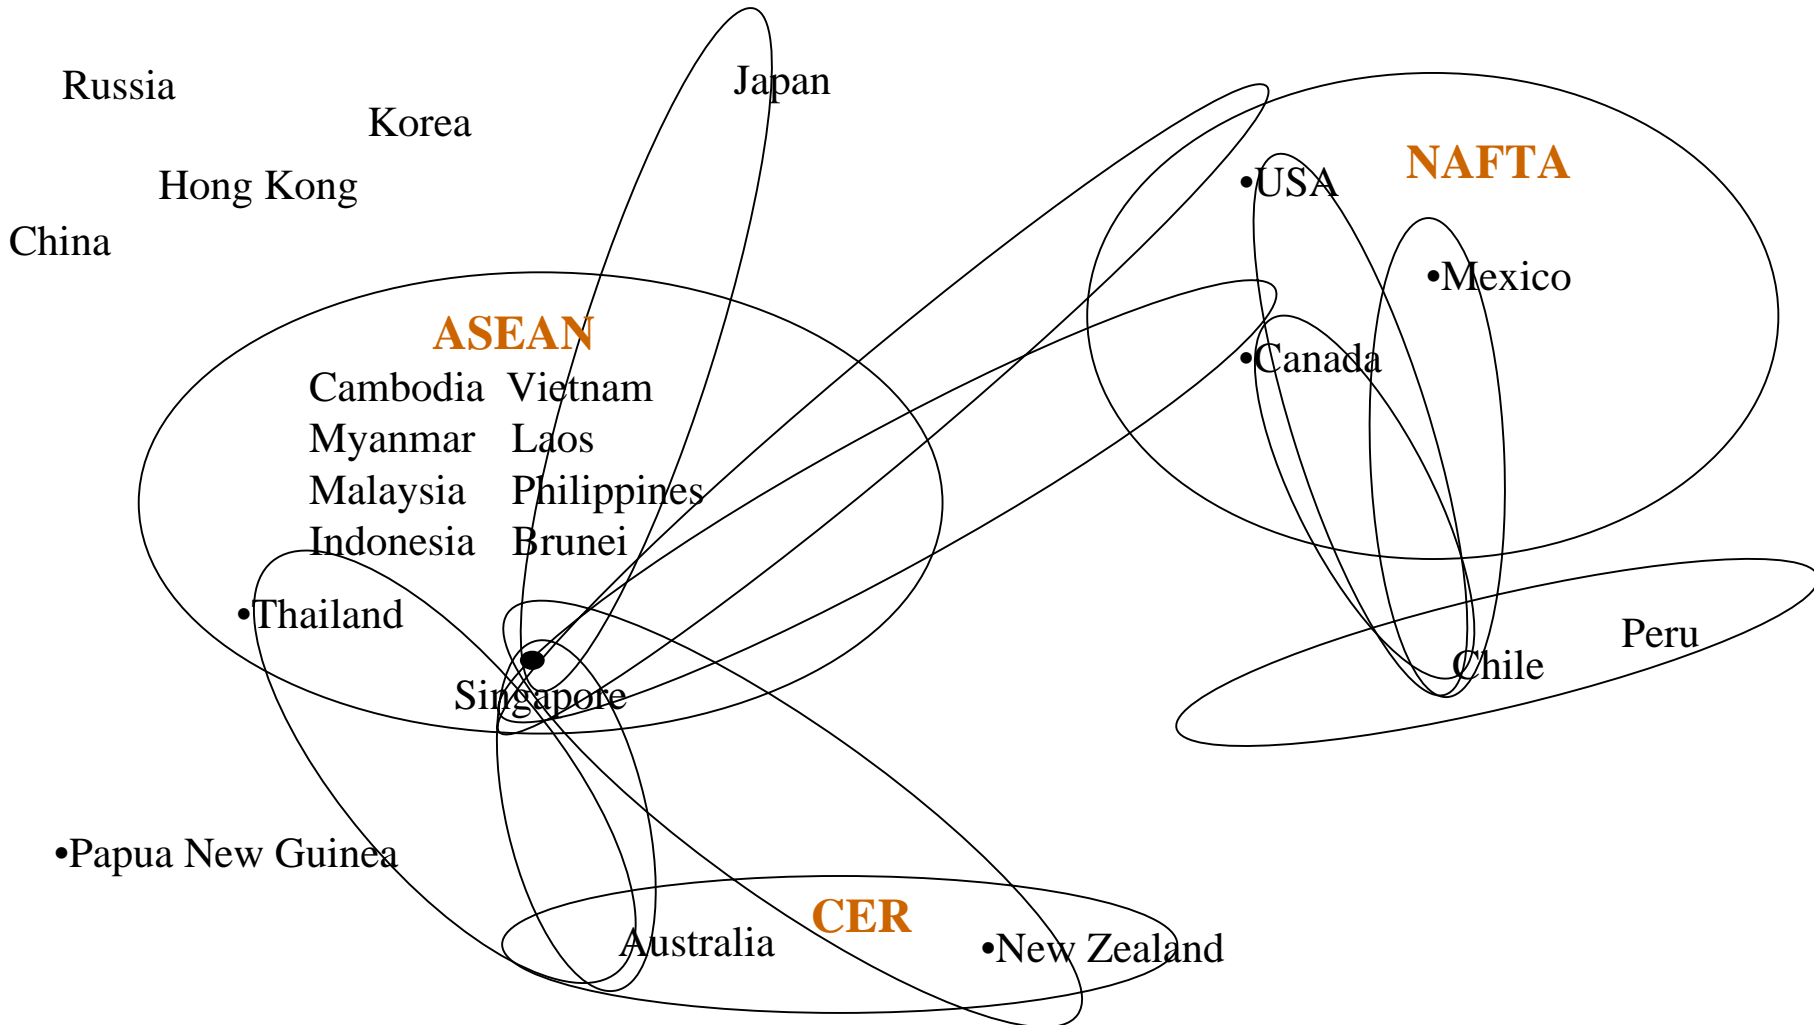 Russia
Japan
Korea
NAFTA
Hong Kong
•USA
China
•Mexico
ASEAN
•Canada
Cambodia Vietnam
Myanmar Laos
Malaysia Philippines
Indonesia Brunei
•Thailand
Peru
Chile
Singapore
•Papua New Guinea
CER
Australia
•New Zealand